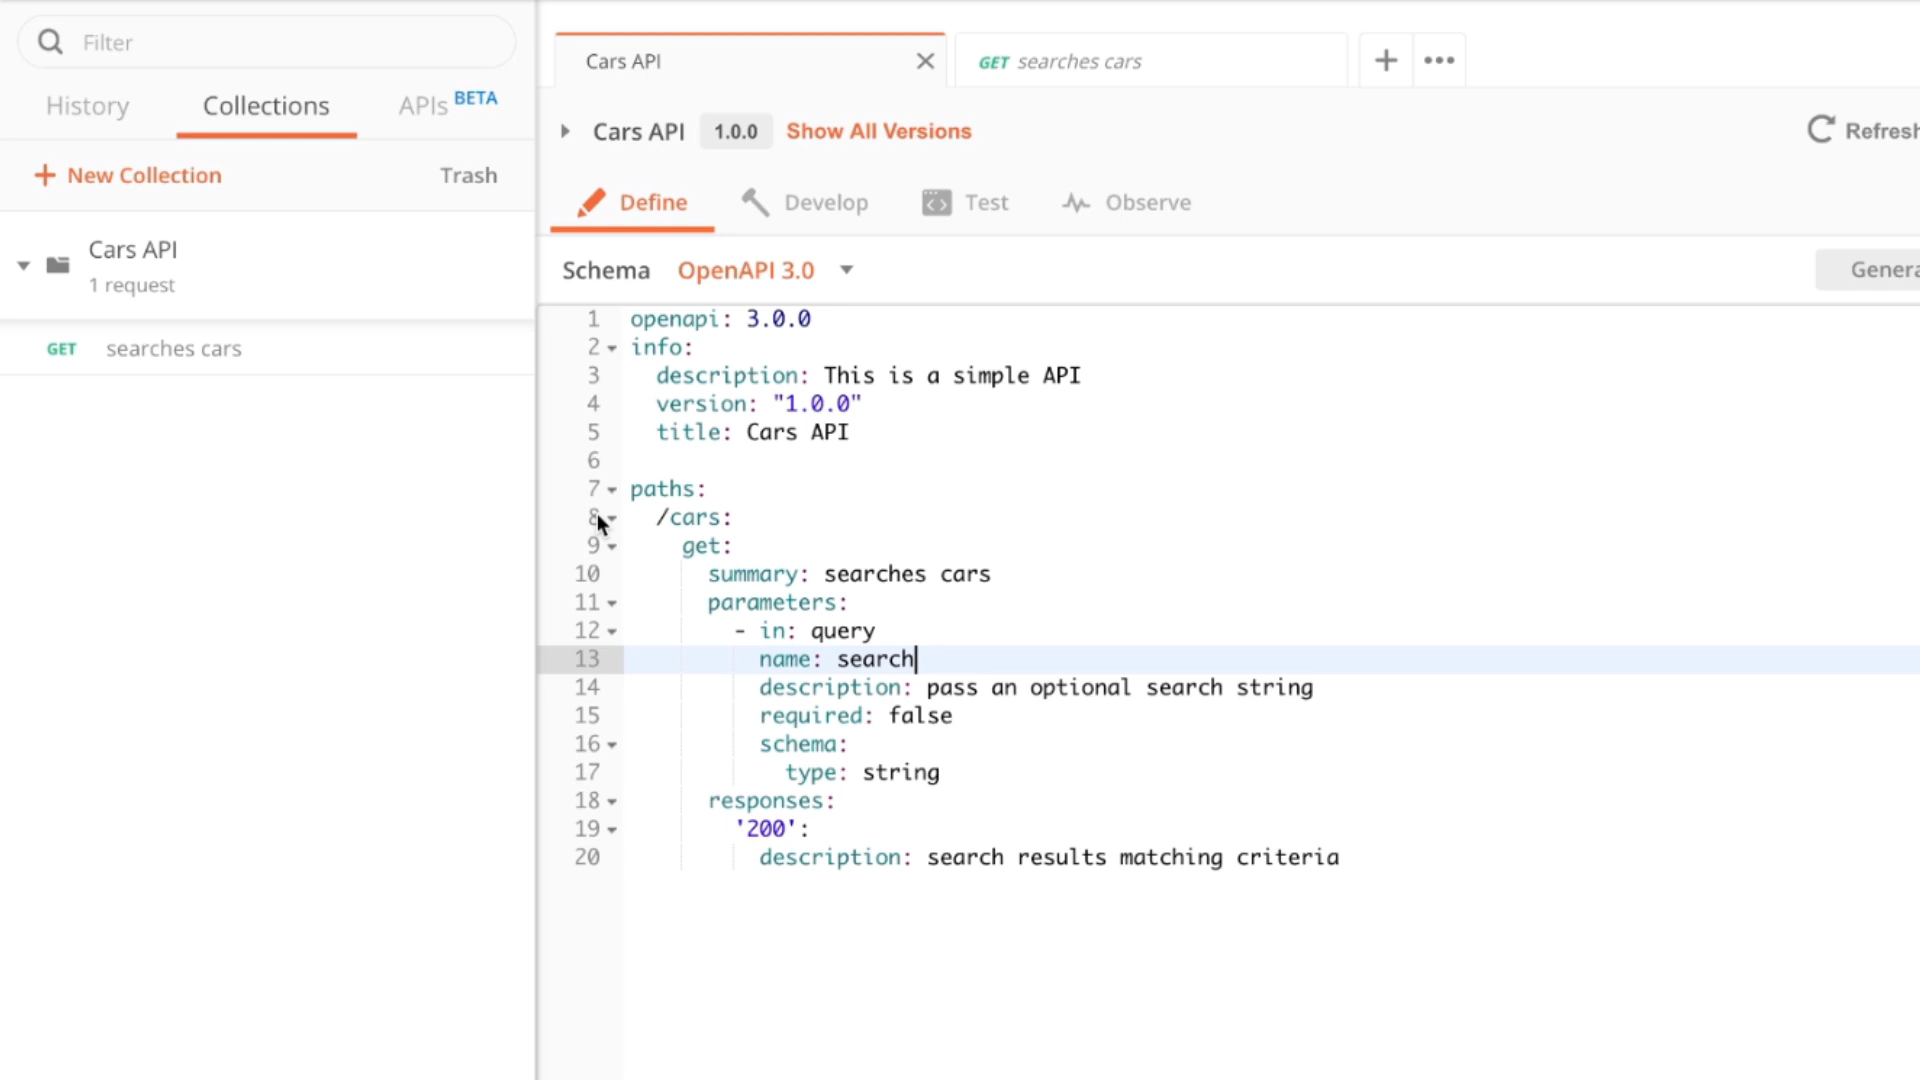 Filter
History Collections APIs BETA
New Collection Trash
Cars API
1 request
GET searches cars
Cars API GET searches cars
Cars API 1.0.0 Show All Versions Refresh
Define Develop Test Observe
Schema OpenAPI 3.0
1 openapi: 3.0.0
2 info:
3 description: This is a simple API
4 version: "1.0.0"
5 title: Cars API
6
7 paths:
8 /cars:
9 get:
10 summary: searches cars
11 parameters:
12 - in: query
13 name: search
14 description: pass an optional search string
15 required: false
16 schema:
17 type: string
18 responses:
19 '200':
20 description: search results matching criteria